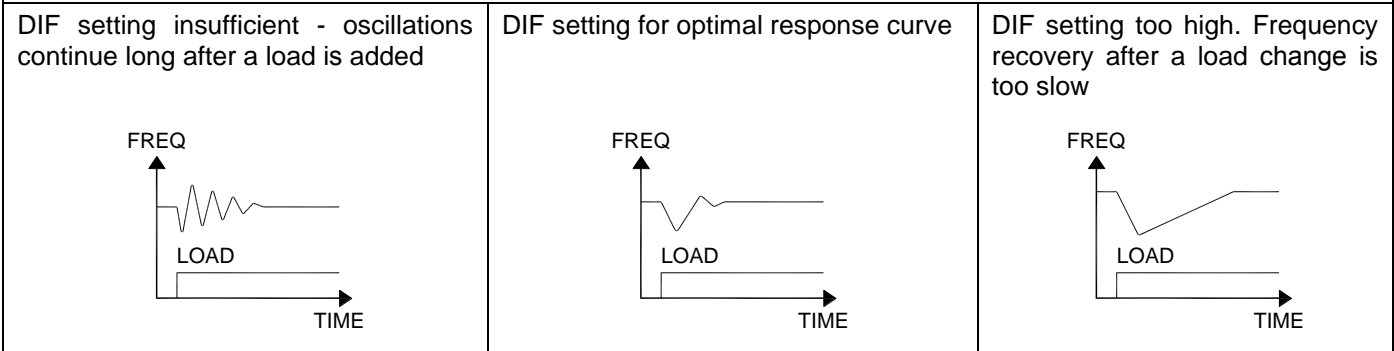 DIF setting insufficient - oscillations
continue long after a load is added
FREQ
LOAD
TIME
DIF setting for optimal response curve
FREQ
LOAD
TIME
DIF setting too high. Frequency
recovery after a load change is
too slow
FREQ
LOAD
TIME